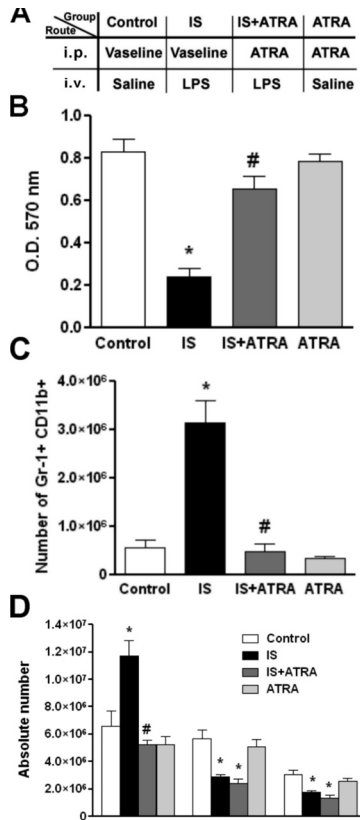 A
Group Control IS IS+ATRA ATRA
Route
i.p. Vaseline Vaseline ATRA ATRA
i.v. Saline LPS LPS Saline
B
O.D. 570 nm
1.0
0.8
0.6
0.4
0.2
0.0
*
#
Control IS IS+ATRA ATRA
C
Number of Gr-1+ CD11b+
4.0×10⁶
3.0×10⁶
2.0×10⁶
1.0×10⁶
0
*
#
Control IS IS+ATRA ATRA
D
Absolute number
1.4×10⁷
1.2×10⁷
1.0×10⁷
8.0×10⁶
6.0×10⁶
4.0×10⁶
2.0×10⁶
*
#
* *
* *
Control
IS
IS+ATRA
ATRA